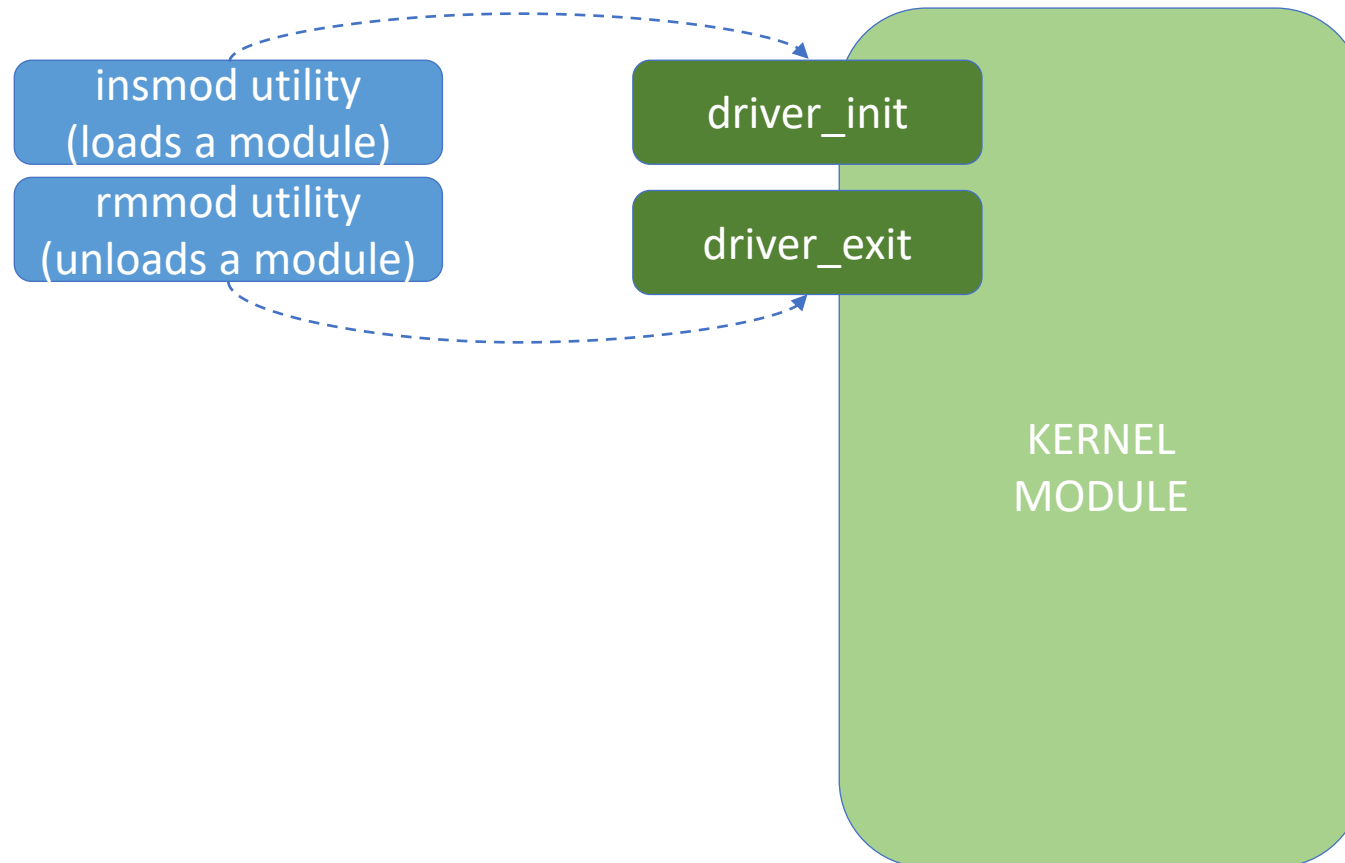 insmod utility
(loads a module)
driver_init
rmmod utility
(unloads a module)
driver_exit
KERNEL
MODULE